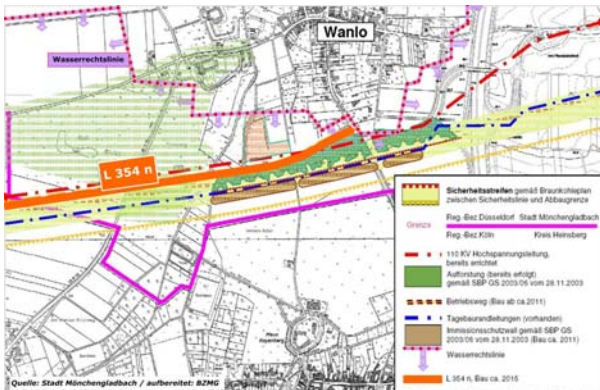 Wanlo
Wasserrechtslinie
L 354 n
Sicherheitsstreifen gemäß Braunkohleplan
zwischen Sicherheitslinie und Abbaugrenze
Grenze
Reg.-Bez.Düsseldorf Stadt Mönchengladbach
Reg.-Bez.Köln Kreis Heinsberg
110 KV Hochspannungsleitung,
bereits errichtet
Aufforstung (bereits erfolgt)
gemäß SBP GS 2003/06 vom 28.11.2003
Betriebsweg (Bau ab ca.2011)
Tagebaurandleitungen (vorhanden)
Immissionsschutzwall gemäß SBP GS
2003/06 vom 28.11.2003 (Bau ca. 2011)
Wasserrechtslinie
L 354 n, Bau ca. 2015
Quelle: Stadt Mönchengladbach / aufbereitet: BZMG